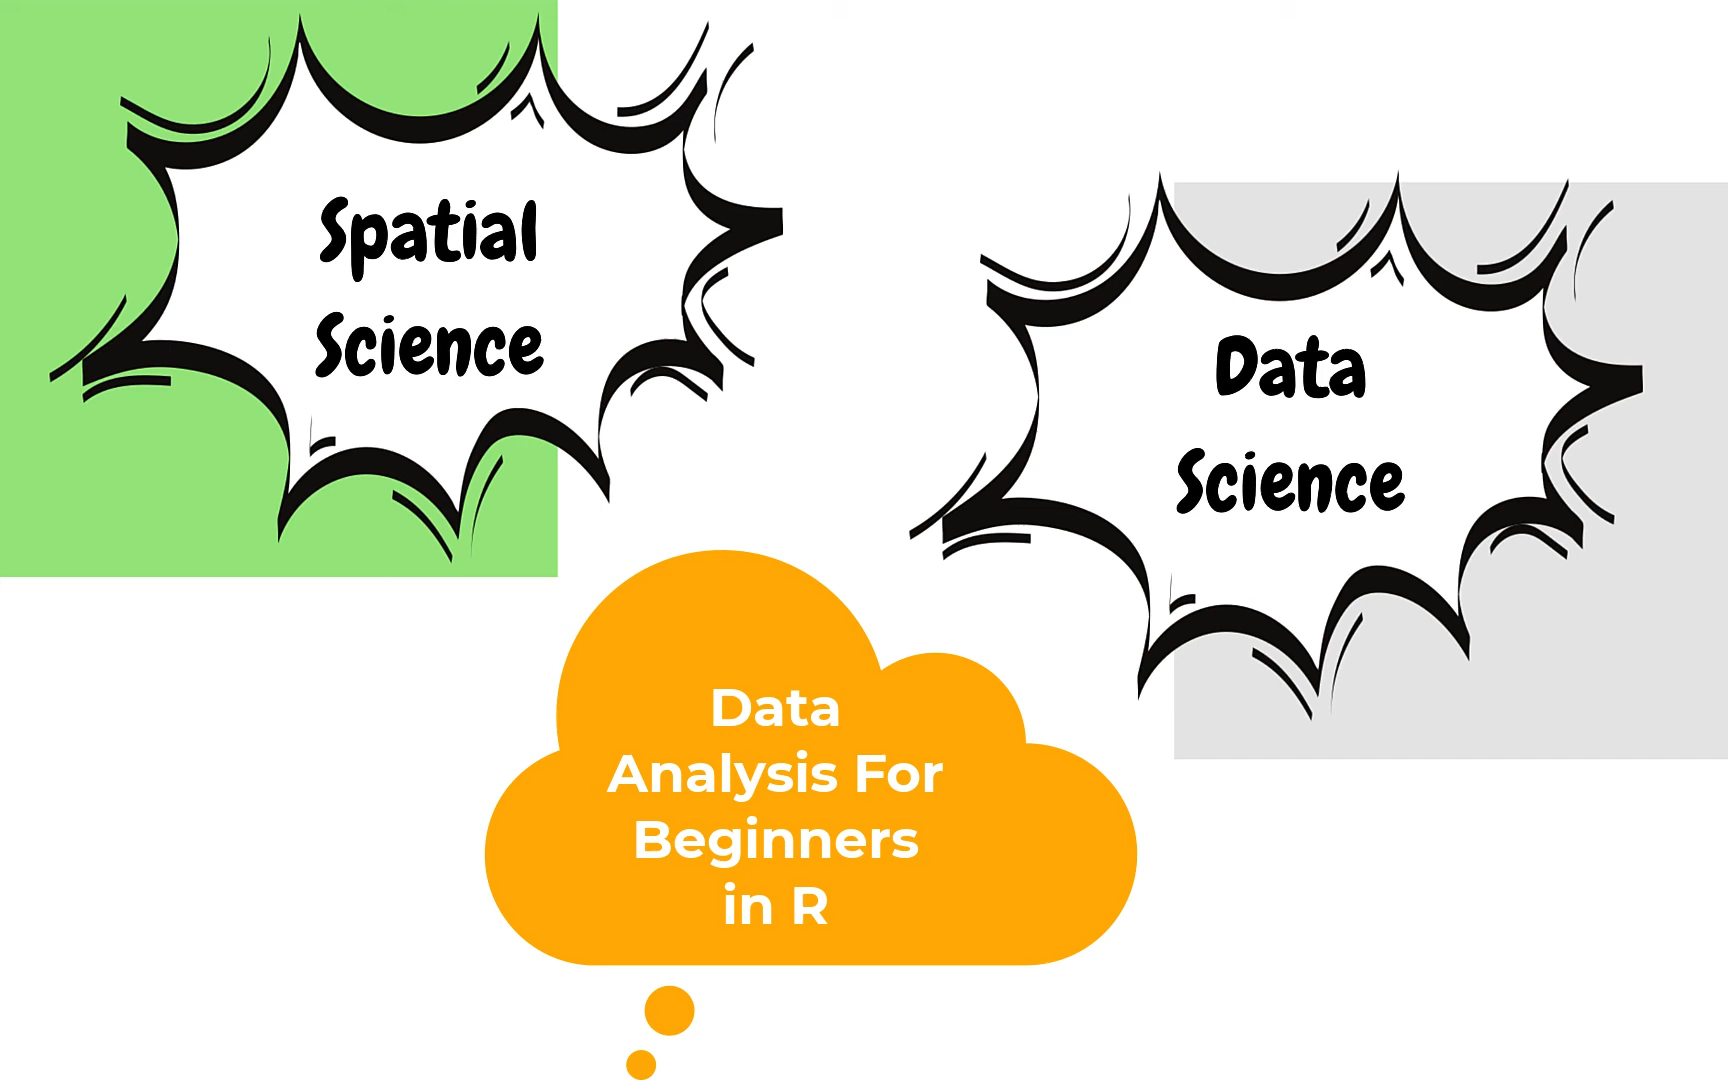 Spatial
Science
Data
Science
Data
Analysis For
Beginners
in R